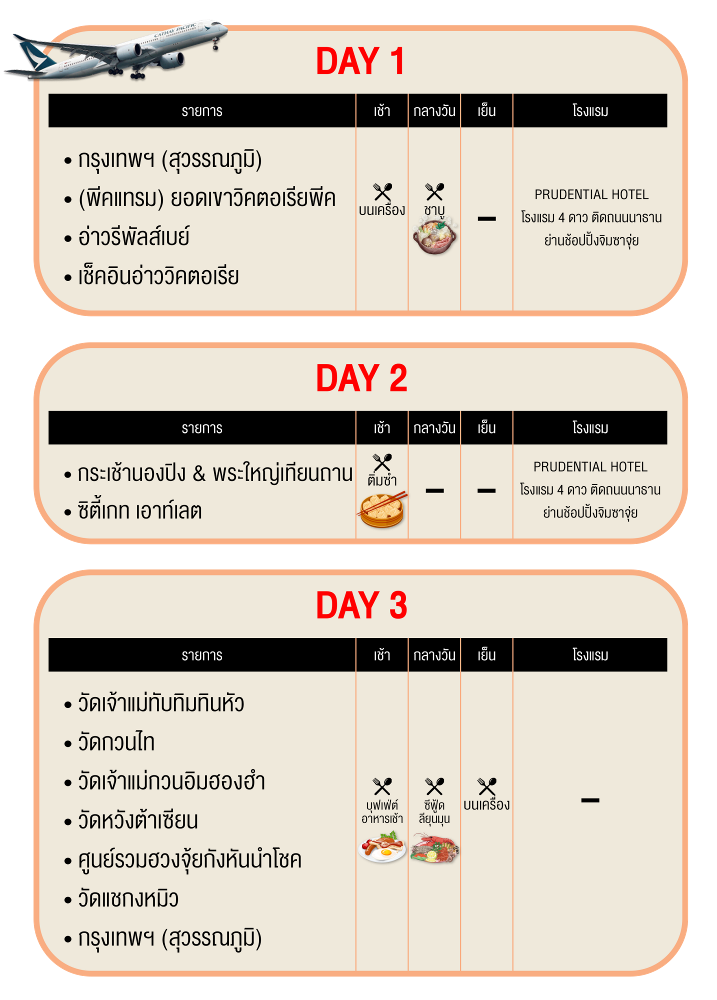 CATHAY PACIFIC
DAY 1
รายการ เช้า กลางวัน เย็น โรงแรม
• กรุงเทพฯ (สุวรรณภูมิ)
• (พีคแทรม) ยอดเขาวิคตอเรียพีค
• อ่าวรีพัลส์เบย์
• เช็คอินอ่าววิคตอเรีย
บนเครื่อง
ชาบู
–
PRUDENTIAL HOTEL
โรงแรม 4 ดาว ติดถนนนาธาน
ย่านช้อปปิ้งจิมซาจุ่ย
DAY 2
รายการ เช้า กลางวัน เย็น โรงแรม
• กระเช้านองปิง & พระใหญ่เทียนถาน
• ซิตี้เกท เอาท์เลต
ติ่มซำ
–
–
PRUDENTIAL HOTEL
โรงแรม 4 ดาว ติดถนนนาธาน
ย่านช้อปปิ้งจิมซาจุ่ย
DAY 3
รายการ เช้า กลางวัน เย็น โรงแรม
• วัดเจ้าแม่ทับทิมทินหัว
• วัดกวนไท
• วัดเจ้าแม่กวนอิมฮองฮำ
• วัดหวังต้าเซียน
• ศูนย์รวมฮวงจุ้ยกังหันนำโชค
• วัดแชกงหมิว
• กรุงเทพฯ (สุวรรณภูมิ)
บุฟเฟ่ต์
อาหารเช้า
ซีฟู้ด
ลียุนมุน
บนเครื่อง
–